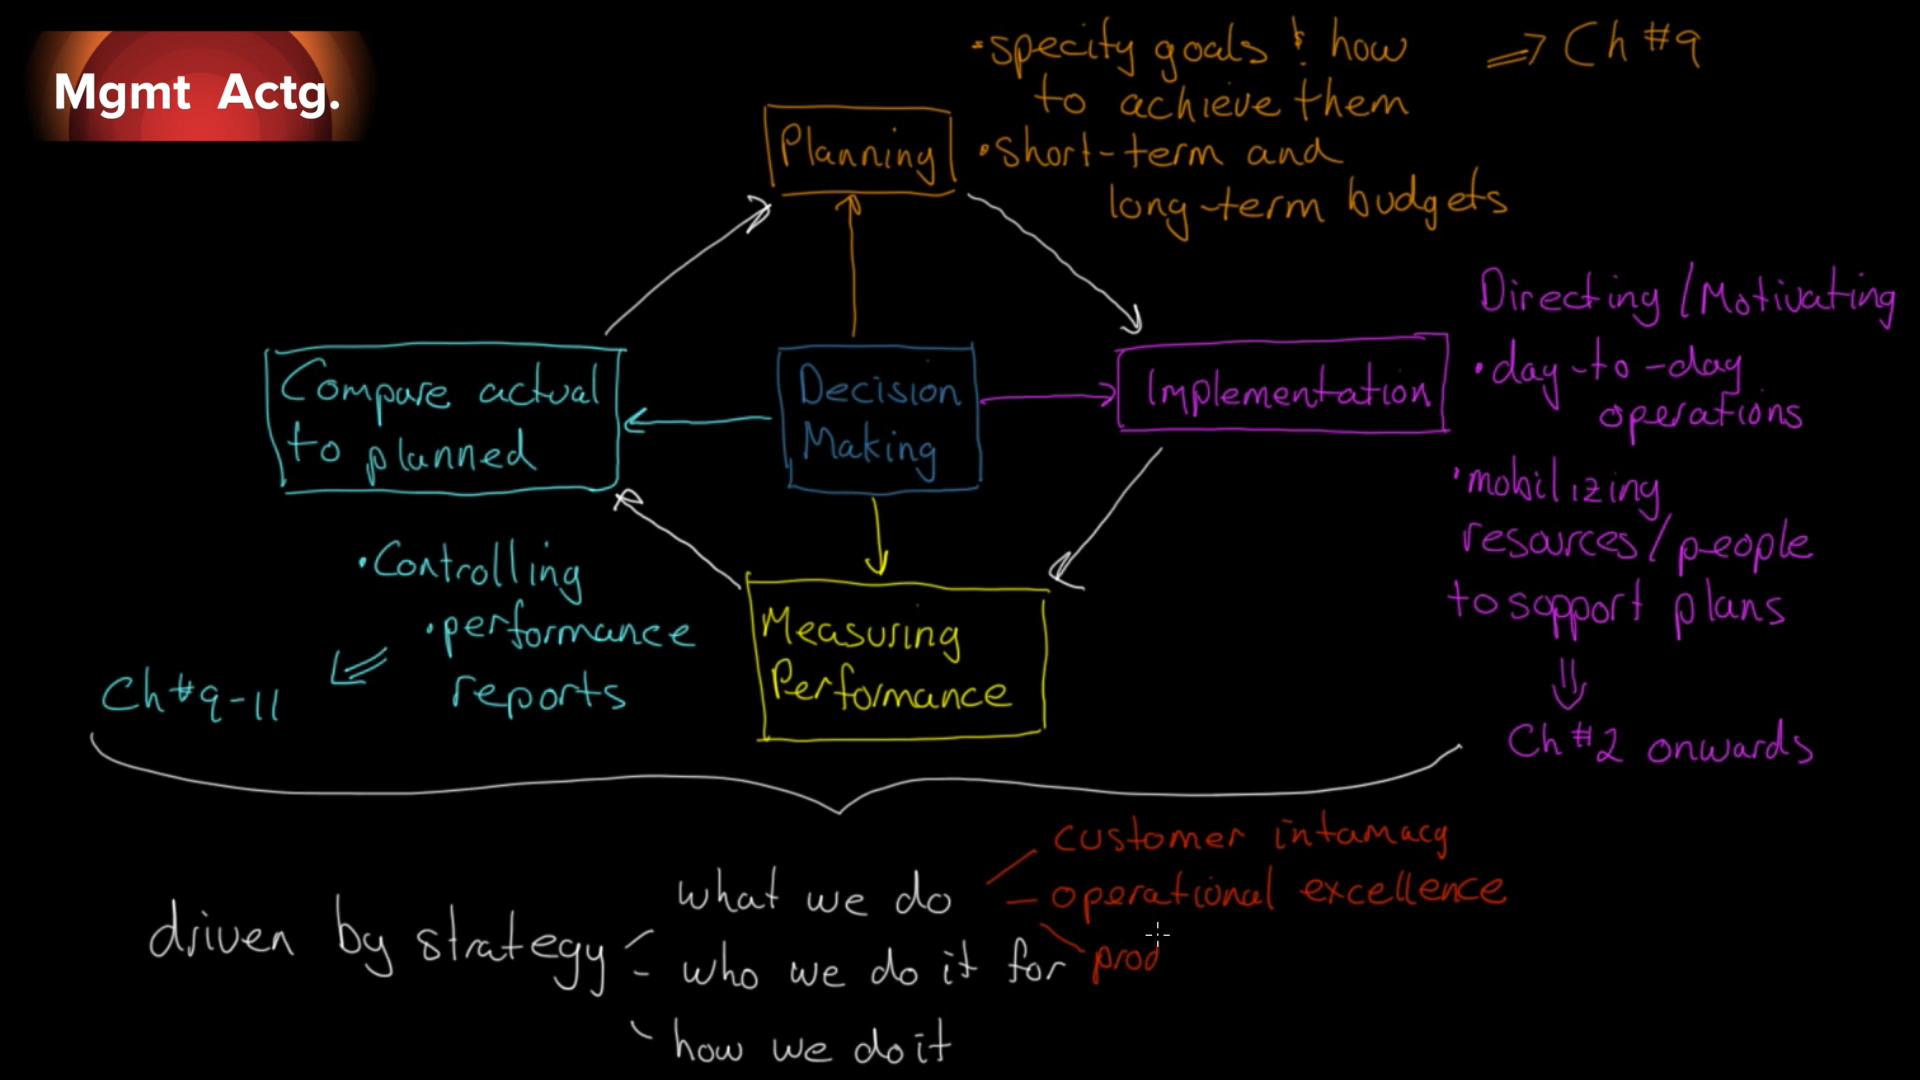 Mgmt Actg.
• specify goals & how
to achieve them
⇒ Ch #9
• short-term and
long-term budgets
Planning
Directing / Motivating
• day-to-day
operations
• mobilizing
resources/people
to support plans
⇓
Ch #2 onwards
Implementation
Decision
Making
Compare actual
to planned
• Controlling
• performance
reports
Ch #9-11
Measuring
Performance
driven by strategy
what we do
who we do it for
how we do it
customer intamacy
operational excellence
prod